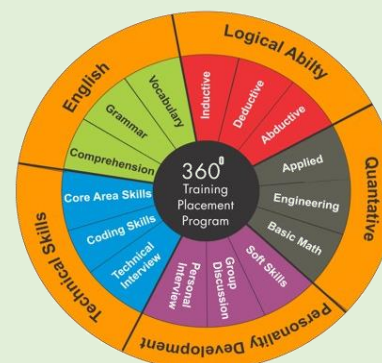 English
Vocabulary
Grammar
Comprehension
Logical Abilty
Inductive
Deductive
Abductive
Quantative
Applied
Engineering
Basic Math
Personality Development
Soft Skills
Group
Discussion
Personal
Interview
Technical Skills
Core Area Skills
Coding Skills
Technical
Interview
360⁰
Training
Placement
Program